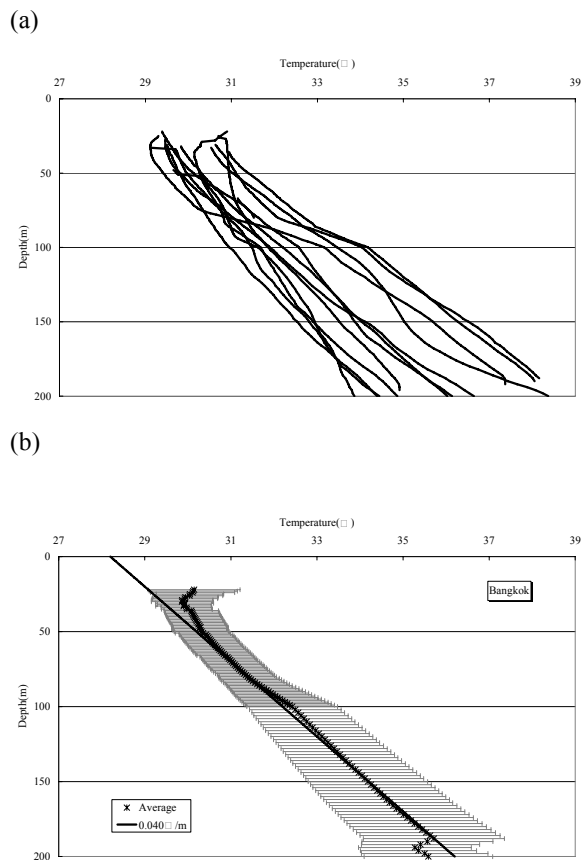 (a)
Temperature(□ )
27 29 31 33 35 37 39
0
50
100
150
200
Depth(m)
(b)
Temperature(□ )
27 29 31 33 35 37 39
0
50
100
150
200
Depth(m)
Bangkok
Average
0.040□ /m